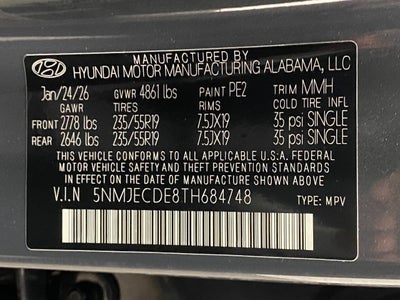 MANUFACTURED BY
HYUNDAI MOTOR MANUFACTURING ALABAMA, LLC
Jan/24/26 GVWR 4861 lbs PAINT PE2 TRIM MMH
GAWR TIRES RIMS COLD TIRE INFL
FRONT 2778 lbs 235/55R19 7.5JX19 35 psi SINGLE
REAR 2646 lbs 235/55R19 7.5JX19 35 psi SINGLE
THIS VEHICLE CONFORMS TO ALL APPLICABLE FEDERAL MOTOR VEHICLE
SAFETY AND THEFT PREVENTION STANDARDS IN EFFECT ON THE DATE OF
MANUFACTURE SHOWN ABOVE.
V.I.N 5NMJECDE8TH684748 TYPE: MPV